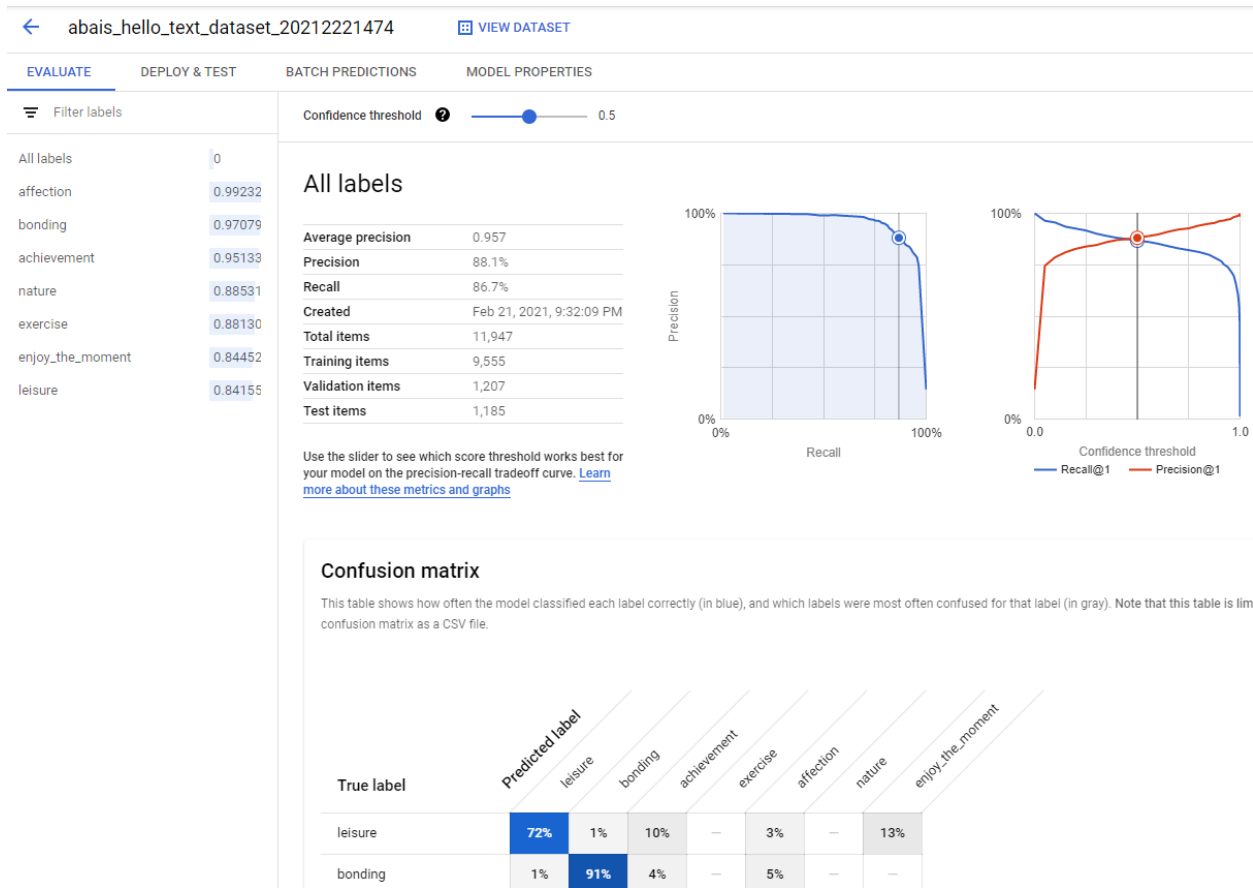 abais_hello_text_dataset_20212221474 VIEW DATASET
EVALUATE DEPLOY & TEST BATCH PREDICTIONS MODEL PROPERTIES
Filter labels
All labels 0
affection 0.99232
bonding 0.97079
achievement 0.95133
nature 0.88531
exercise 0.88130
enjoy_the_moment 0.84452
leisure 0.84155
Confidence threshold ? 0.5
All labels
Average precision 0.957
Precision 88.1%
Recall 86.7%
Created Feb 21, 2021, 9:32:09 PM
Total items 11,947
Training items 9,555
Validation items 1,207
Test items 1,185
Use the slider to see which score threshold works best for
your model on the precision-recall tradeoff curve. Learn
more about these metrics and graphs
100%
Precision
0%
0% 100%
Recall
100%
0%
0.0 1.0
Confidence threshold
Recall@1 Precision@1
Confusion matrix
This table shows how often the model classified each label correctly (in blue), and which labels were most often confused for that label (in gray). Note that this table is lim
confusion matrix as a CSV file.
True label Predicted label leisure bonding achievement exercise affection nature enjoy_the_moment
leisure 72% 1% 10% — 3% — 13%
bonding 1% 91% 4% — 5% — —